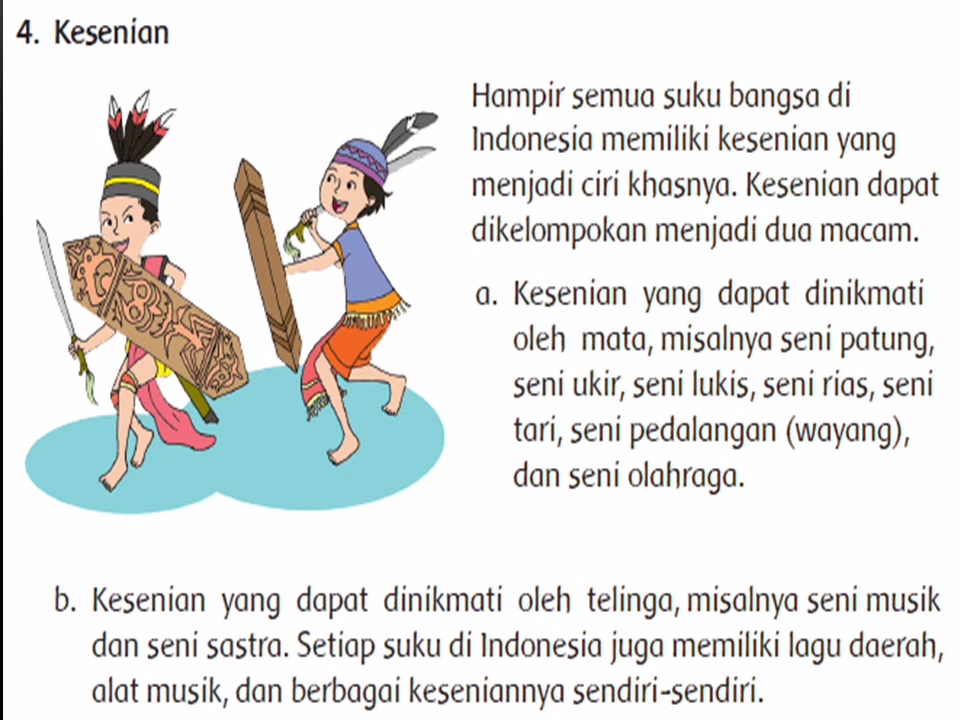 4. Kesenian
Hampir semua suku bangsa di
Indonesia memiliki kesenian yang
menjadi ciri khasnya. Kesenian dapat
dikelompokan menjadi dua macam.
a. Kesenian yang dapat dinikmati
oleh mata, misalnya seni patung,
seni ukir, seni lukis, seni rias, seni
tari, seni pedalangan (wayang),
dan seni olahraga.
b. Kesenian yang dapat dinikmati oleh telinga, misalnya seni musik
dan seni sastra. Setiap suku di Indonesia juga memiliki lagu daerah,
alat musik, dan berbagai keseniannya sendiri-sendiri.